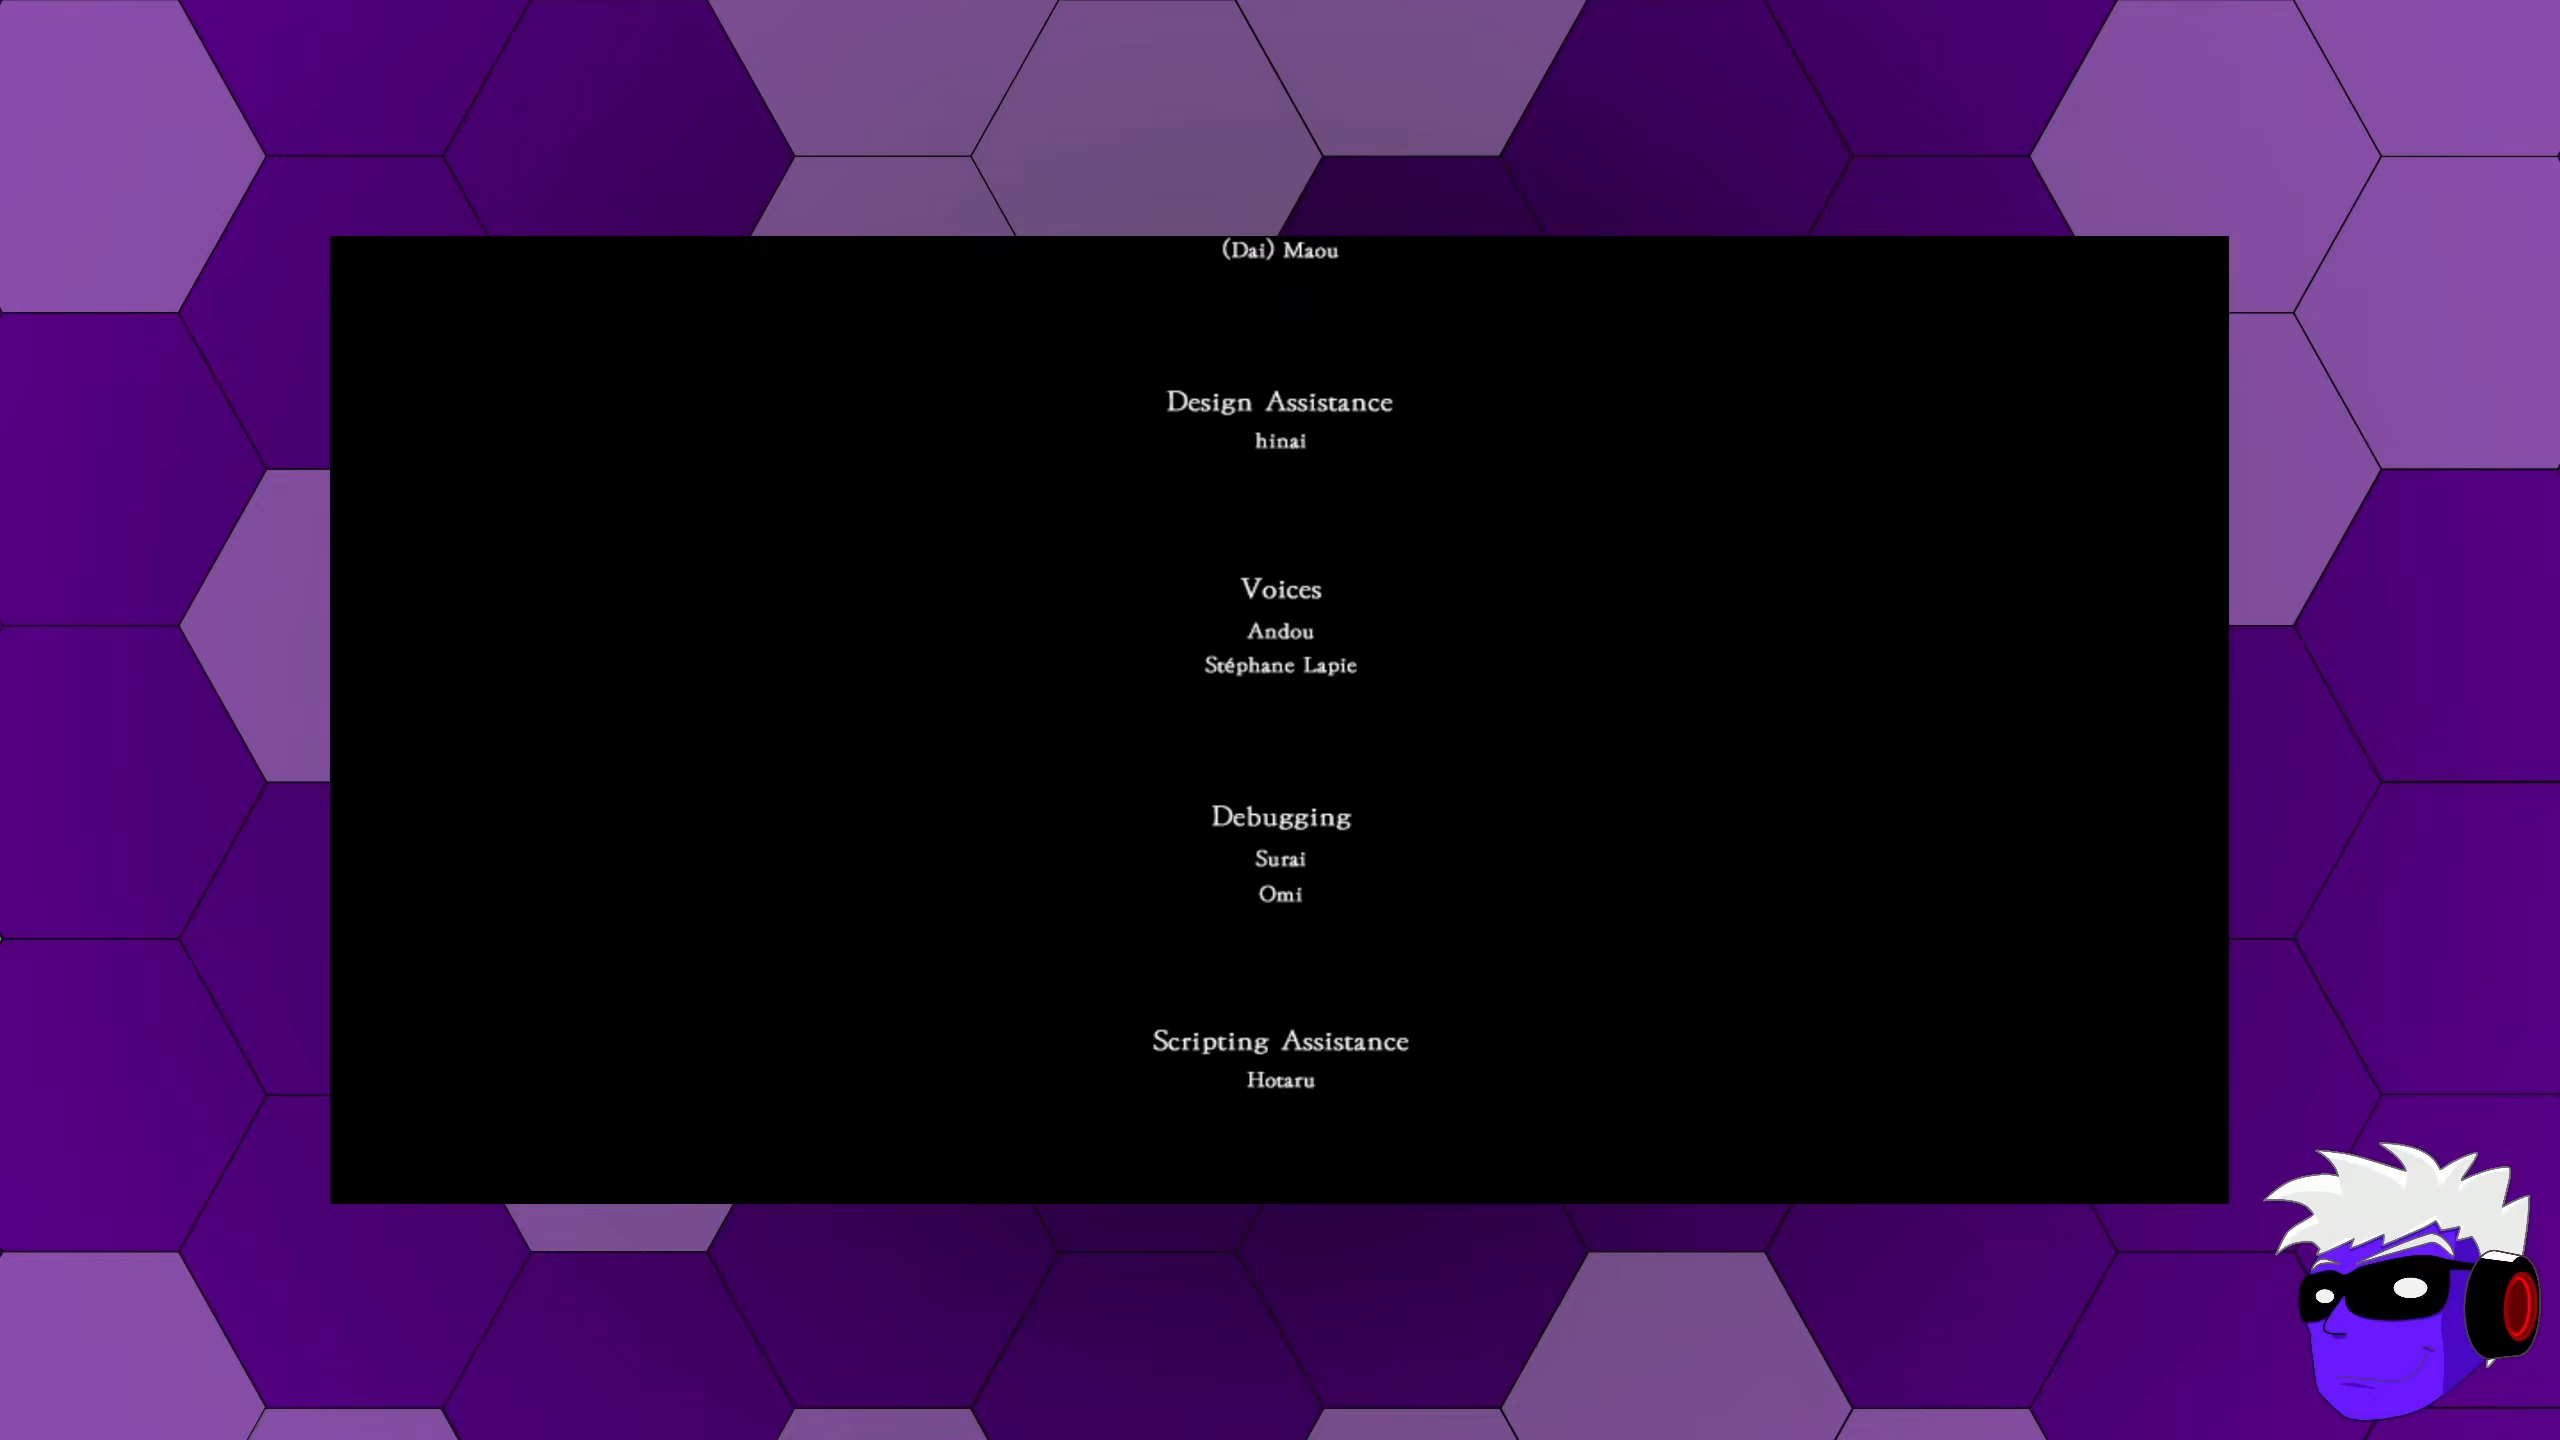 (Dai) Maou
Design Assistance
hinai
Voices
Andou
Stéphane Lapie
Debugging
Surai
Omi
Scripting Assistance
Hotaru